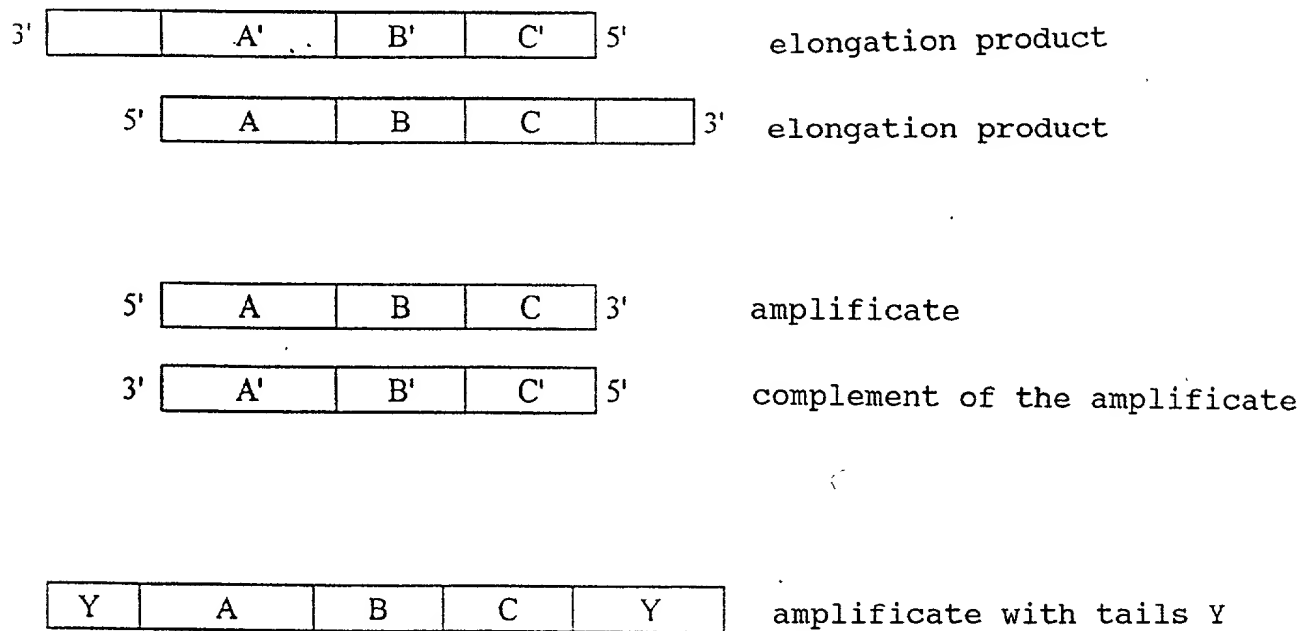 3' A' B' C' 5' elongation product
5' A B C 3' elongation product
5' A B C 3' amplificate
3' A' B' C' 5' complement of the amplificate
Y A B C Y amplificate with tails Y